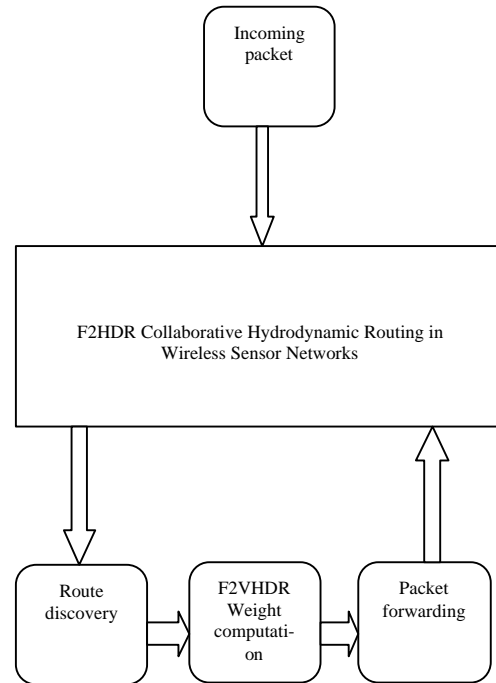 Incoming
packet
F2HDR Collaborative Hydrodynamic Routing in
Wireless Sensor Networks
Route
discovery
F2VHDR
Weight
computati-
on
Packet
forwarding